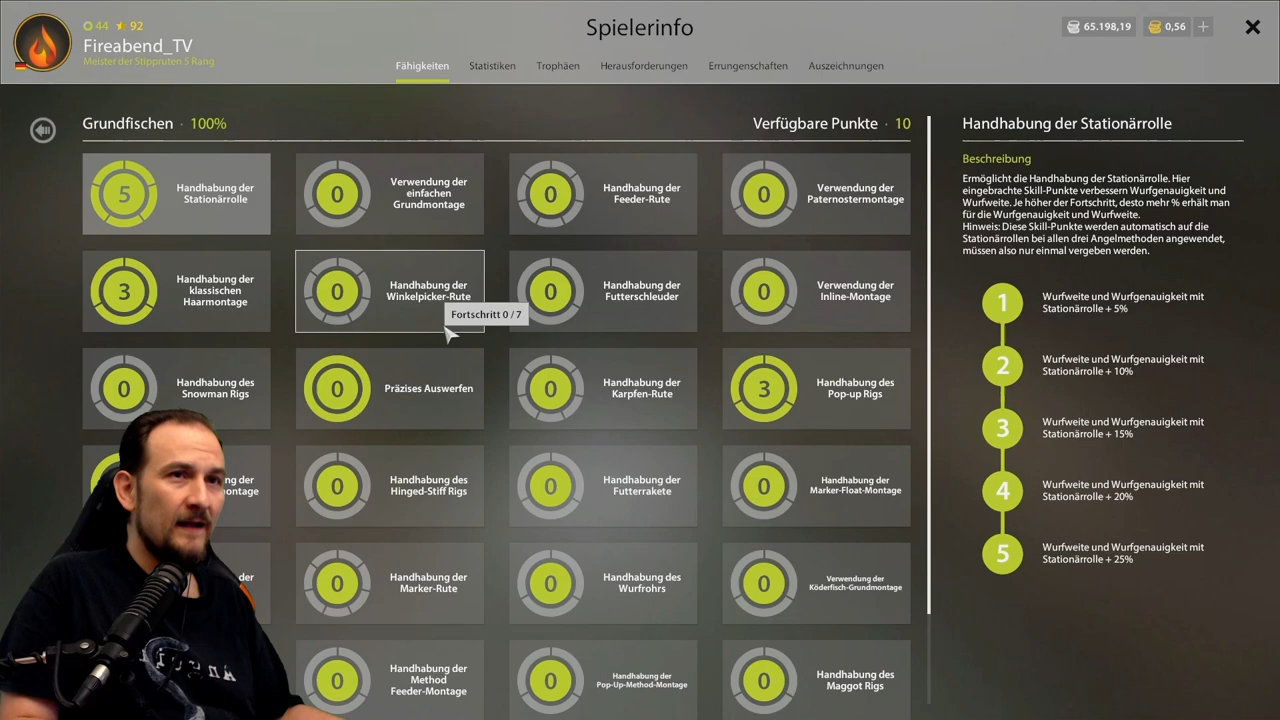 44 92
Fireabend_TV
Meister der Stippruten 5 Rang
Spielerinfo
65.198,19
0,56
Fähigkeiten
Statistiken
Trophäen
Herausforderungen
Errungenschaften
Auszeichnungen
Grundfischen · 100%
Verfügbare Punkte · 10
5
Handhabung der
Stationärrolle
0
Verwendung der
einfachen
Grundmontage
0
Handhabung der
Feeder-Rute
0
Verwendung der
Paternostermontage
3
Handhabung der
klassischen
Haarmontage
0
Handhabung der
Winkelpicker-Rute
Fortschritt 0 / 7
0
Handhabung der
Futterschleuder
0
Verwendung der
Inline-Montage
0
Handhabung des
Snowman Rigs
0
Präzises Auswerfen
0
Handhabung der
Karpfen-Rute
3
Handhabung des
Pop-up Rigs
0
Handhabung des
Hinged-Stiff Rigs
0
Handhabung der
Futterrakete
0
Handhabung der
Marker-Float-Montage
0
Handhabung der
Marker-Rute
0
Handhabung des
Wurfrohrs
0
Verwendung der
Köderfisch-Grundmontage
0
Handhabung der
Method
Feeder-Montage
0
Handhabung der
Pop-Up-Method-Montage
0
Handhabung des
Maggot Rigs
Handhabung der Stationärrolle
Beschreibung
Ermöglicht die Handhabung der Stationärrolle. Hier
eingebrachte Skill-Punkte verbessern Wurfgenauigkeit und
Wurfweite. Je höher der Fortschritt, desto mehr % erhält man
für die Wurfgenauigkeit und Wurfweite.
Hinweis: Diese Skill-Punkte werden automatisch auf die
Stationärrollen bei allen drei Angelmethoden angewendet,
müssen also nur einmal vergeben werden.
1
Wurfweite und Wurfgenauigkeit mit
Stationärrolle + 5%
2
Wurfweite und Wurfgenauigkeit mit
Stationärrolle + 10%
3
Wurfweite und Wurfgenauigkeit mit
Stationärrolle + 15%
4
Wurfweite und Wurfgenauigkeit mit
Stationärrolle + 20%
5
Wurfweite und Wurfgenauigkeit mit
Stationärrolle + 25%